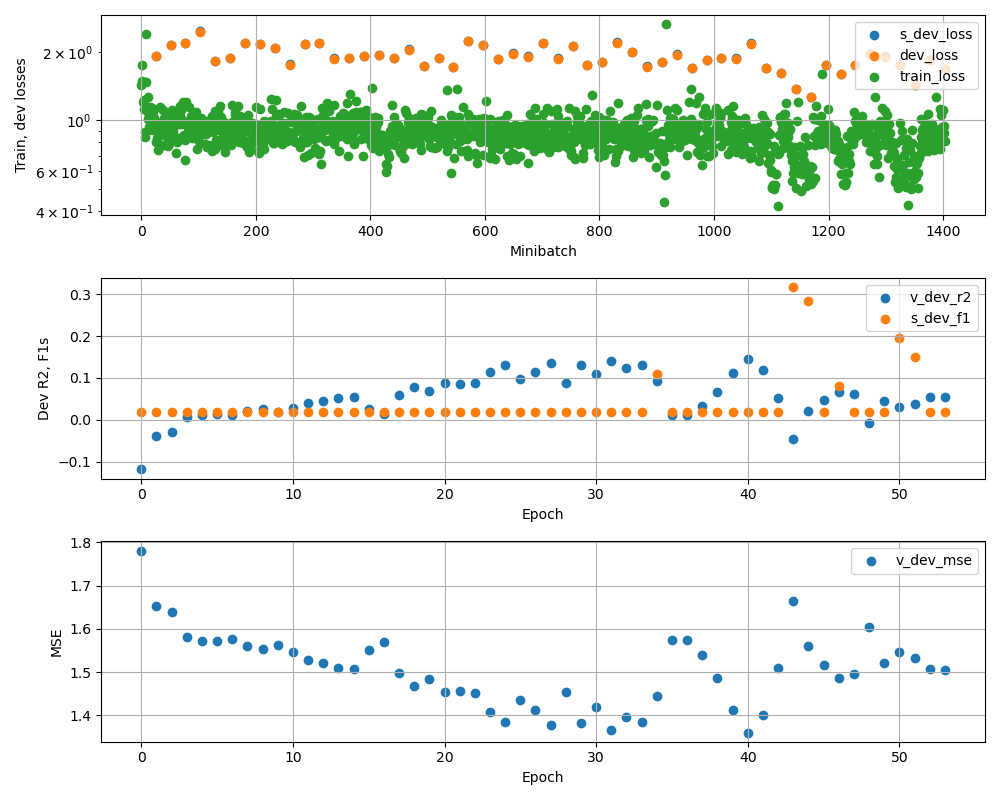 Train, dev losses
2 × 10⁰
10⁰
6 × 10⁻¹
4 × 10⁻¹
s_dev_loss
dev_loss
train_loss
0 200 400 600 800 1000 1200 1400
Minibatch
Dev R2, F1s
0.3
0.2
0.1
0.0
−0.1
v_dev_r2
s_dev_f1
0 10 20 30 40 50
Epoch
MSE
1.8
1.7
1.6
1.5
1.4
v_dev_mse
0 10 20 30 40 50
Epoch